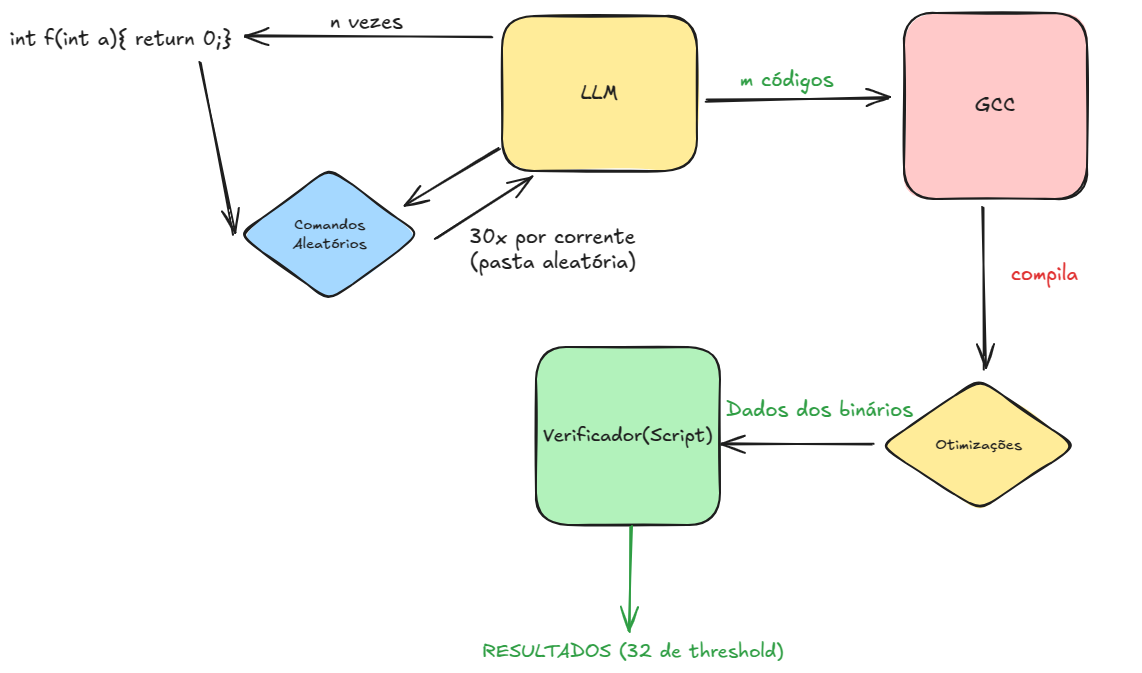 n vezes
int f(int a){ return 0;}
LLM
m códigos
GCC
Comandos
Aleatórios
30x por corrente
(pasta aleatória)
compila
Dados dos binários
Verificador(Script)
Otimizações
RESULTADOS (32 de threshold)